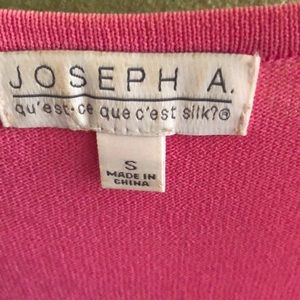 JOSEPH A.
qu'est-ce que c'est silk?®
S
MADE IN
CHINA